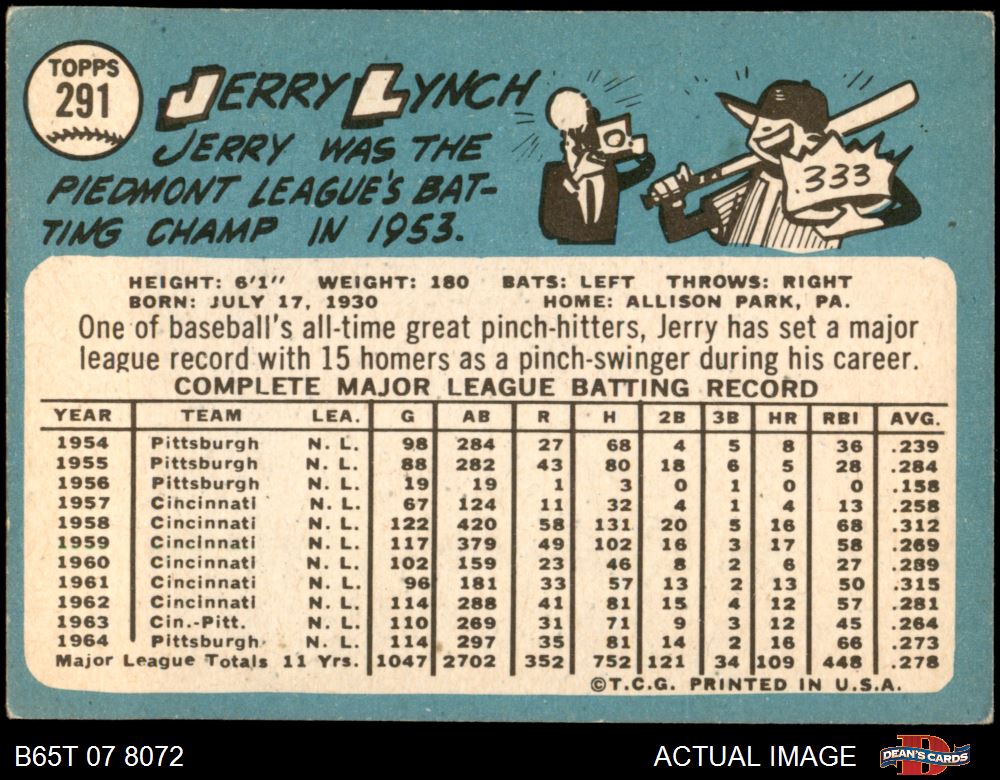 TOPPS
291
JERRY LYNCH
JERRY WAS THE
PIEDMONT LEAGUE'S BAT-
TING CHAMP IN 1953.
.333
HEIGHT: 6'1" WEIGHT: 180 BATS: LEFT THROWS: RIGHT
BORN: JULY 17, 1930 HOME: ALLISON PARK, PA.
One of baseball's all-time great pinch-hitters, Jerry has set a major
league record with 15 homers as a pinch-swinger during his career.
COMPLETE MAJOR LEAGUE BATTING RECORD
YEAR TEAM LEA. G AB R H 2B 3B HR RBI AVG.
1954 Pittsburgh N. L. 98 284 27 68 4 5 8 36 .239
1955 Pittsburgh N. L. 88 282 43 80 18 6 5 28 .284
1956 Pittsburgh N. L. 19 19 1 3 0 1 0 0 .158
1957 Cincinnati N. L. 67 124 11 32 4 1 4 13 .258
1958 Cincinnati N. L. 122 420 58 131 20 5 16 68 .312
1959 Cincinnati N. L. 117 379 49 102 16 3 17 58 .269
1960 Cincinnati N. L. 102 159 23 46 8 2 6 27 .289
1961 Cincinnati N. L. 96 181 33 57 13 2 13 50 .315
1962 Cincinnati N. L. 114 288 41 81 15 4 12 57 .281
1963 Cin.-Pitt. N. L. 110 269 31 71 9 3 12 45 .264
1964 Pittsburgh N. L. 114 297 35 81 14 2 16 66 .273
Major League Totals 11 Yrs. 1047 2702 352 752 121 34 109 448 .278
©T.C.G. PRINTED IN U.S.A.
B65T 07 8072 ACTUAL IMAGE
DEAN'S CARDS